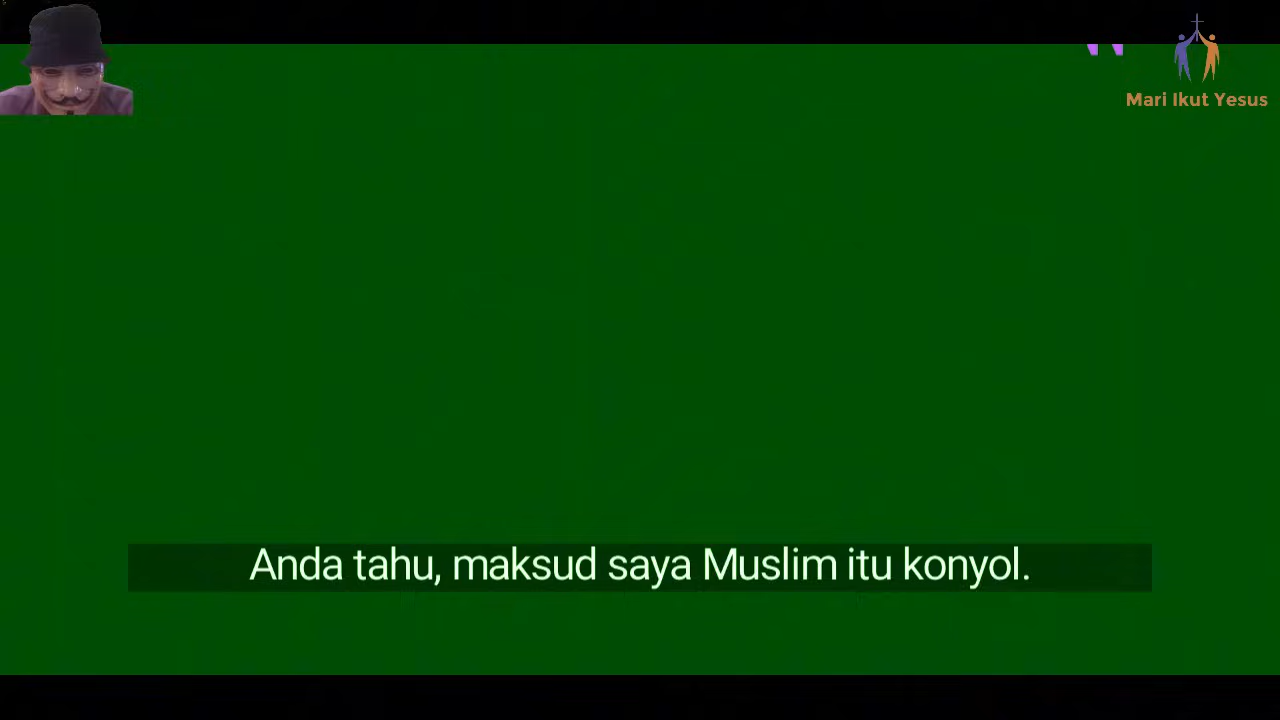 Mari Ikut Yesus
Anda tahu, maksud saya Muslim itu konyol.